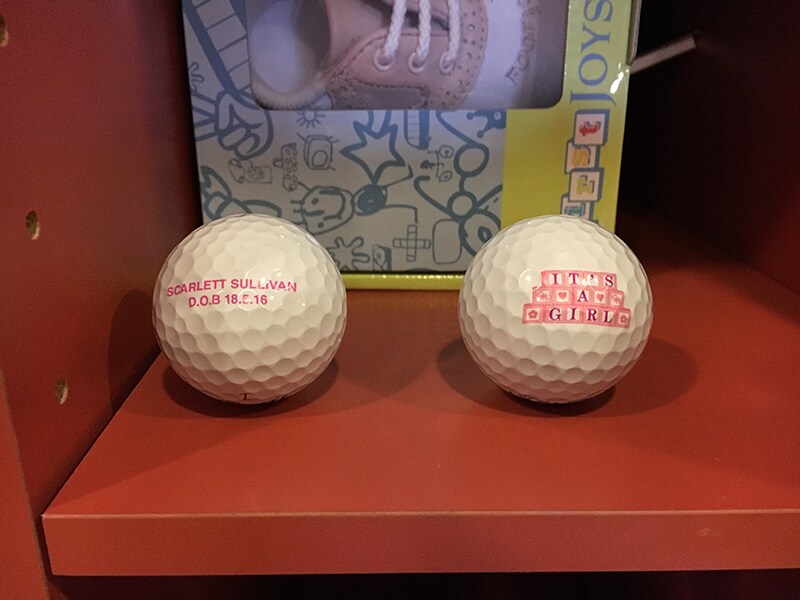 SCARLETT SULLIVAN
D.O.B 18.5.16
IT'S
A
GIRL
JOYS